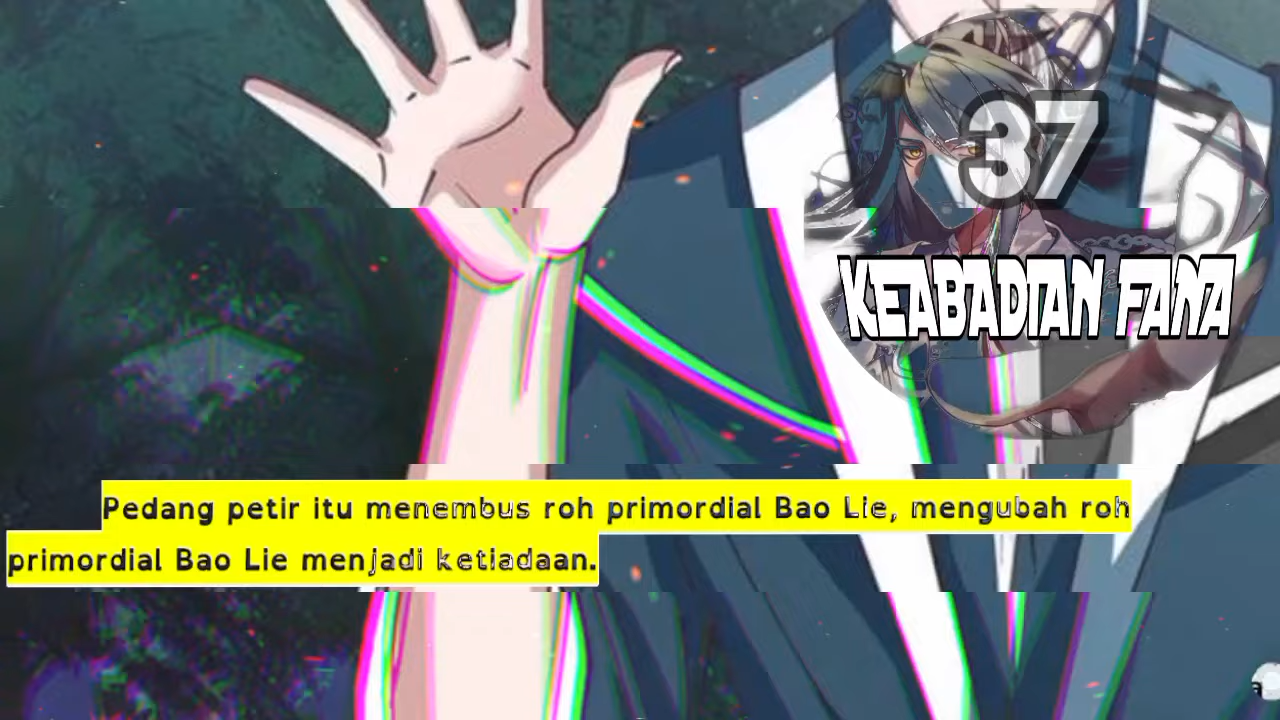 37
KEABADIAN FANA
Pedang petir itu menembus roh primordial Bao Lie, mengubah roh
primordial Bao Lie menjadi ketiadaan.